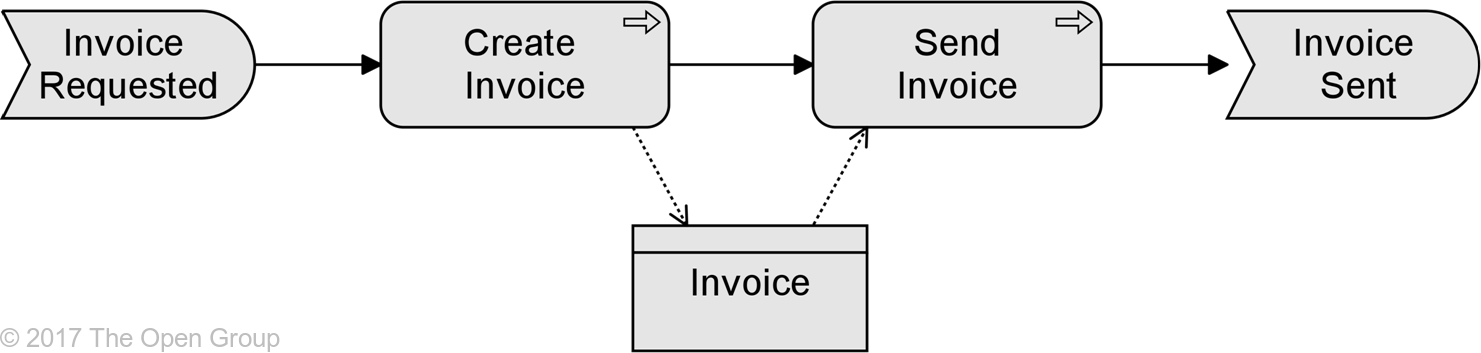 Invoice
Requested
Create
Invoice
Send
Invoice
Invoice
Sent
Invoice
© 2017 The Open Group